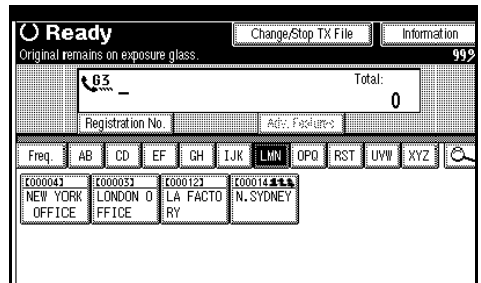 Ready
Change/Stop TX File
Information
Original remains on exposure glass.
99%
G3
Total:
0
Registration No.
Adv. Features
Freq. AB CD EF GH IJK LMN OPQ RST UVW XYZ
[00004] [00003] [00012] [00014
NEW YORK LONDON O LA FACTO N.SYDNEY
OFFICE FFICE RY